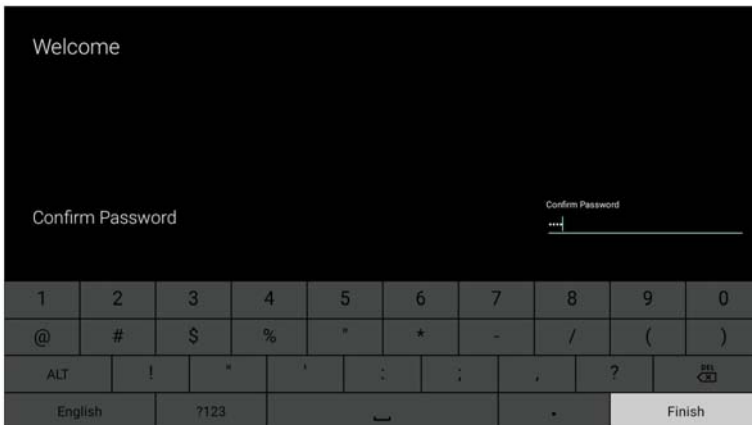 Welcome
Confirm Password
Confirm Password
••••
1 2 3 4 5 6 7 8 9 0
@ # $ % * - / ( )
ALT ! : ; , ? DEL
English ?123 . Finish